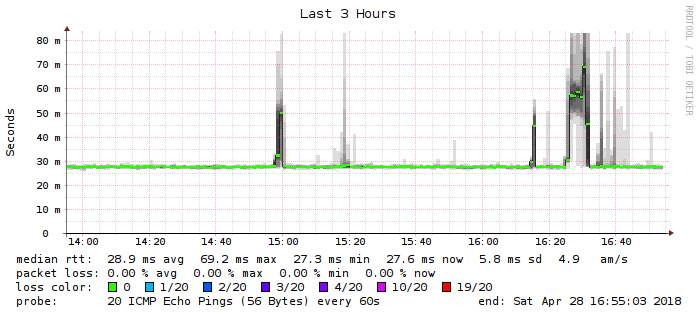 Last 3 Hours
RRDTOOL / TOBI OETIKER
Seconds
80 m
70 m
60 m
50 m
40 m
30 m
20 m
10 m
0
14:00 14:20 14:40 15:00 15:20 15:40 16:00 16:20 16:40
median rtt: 28.9 ms avg 69.2 ms max 27.3 ms min 27.6 ms now 5.8 ms sd 4.9 am/s
packet loss: 0.00 % avg 0.00 % max 0.00 % min 0.00 % now
loss color: 0 1/20 2/20 3/20 4/20 10/20 19/20
probe: 20 ICMP Echo Pings (56 Bytes) every 60s end: Sat Apr 28 16:55:03 2018